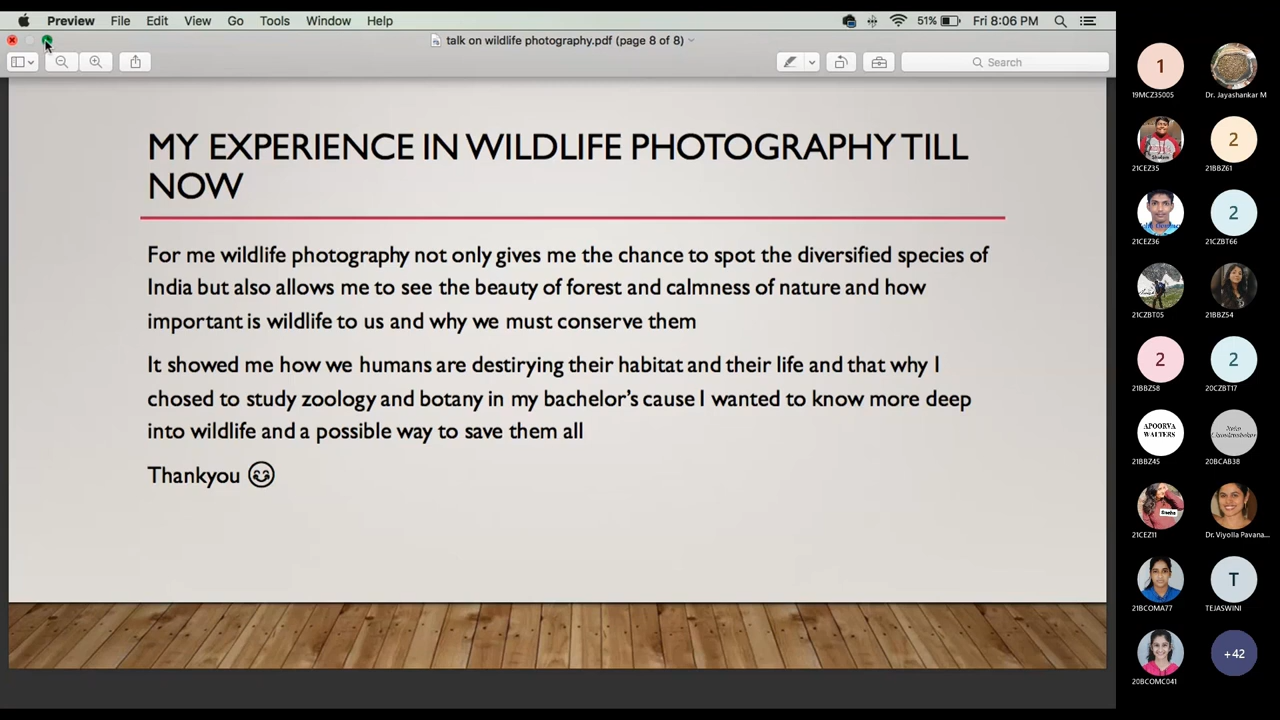 Preview File Edit View Go Tools Window Help 51% Fri 8:06 PM
talk on wildlife photography.pdf (page 8 of 8)
Search
MY EXPERIENCE IN WILDLIFE PHOTOGRAPHY TILL
NOW
For me wildlife photography not only gives me the chance to spot the diversified species of
India but also allows me to see the beauty of forest and calmness of nature and how
important is wildlife to us and why we must conserve them
It showed me how we humans are destirying their habitat and their life and that why I
chosed to study zoology and botany in my bachelor's cause I wanted to know more deep
into wildlife and a possible way to save them all
Thankyou
1
19MCZ35005 Dr. Jayashankar M
2
21CEZ35 21BBZ61
2
21CEZ36 21CZBT66
21CZBT05 21BBZ54
2 2
21BBZ58 20CZBT17
APOORVA
WALTERS
21BBZ45 20BCAB38
21CEZ11 Dr. Viyolla Pavana...
T
21BCOMA77 TEJASWINI
+42
20BCOMC041